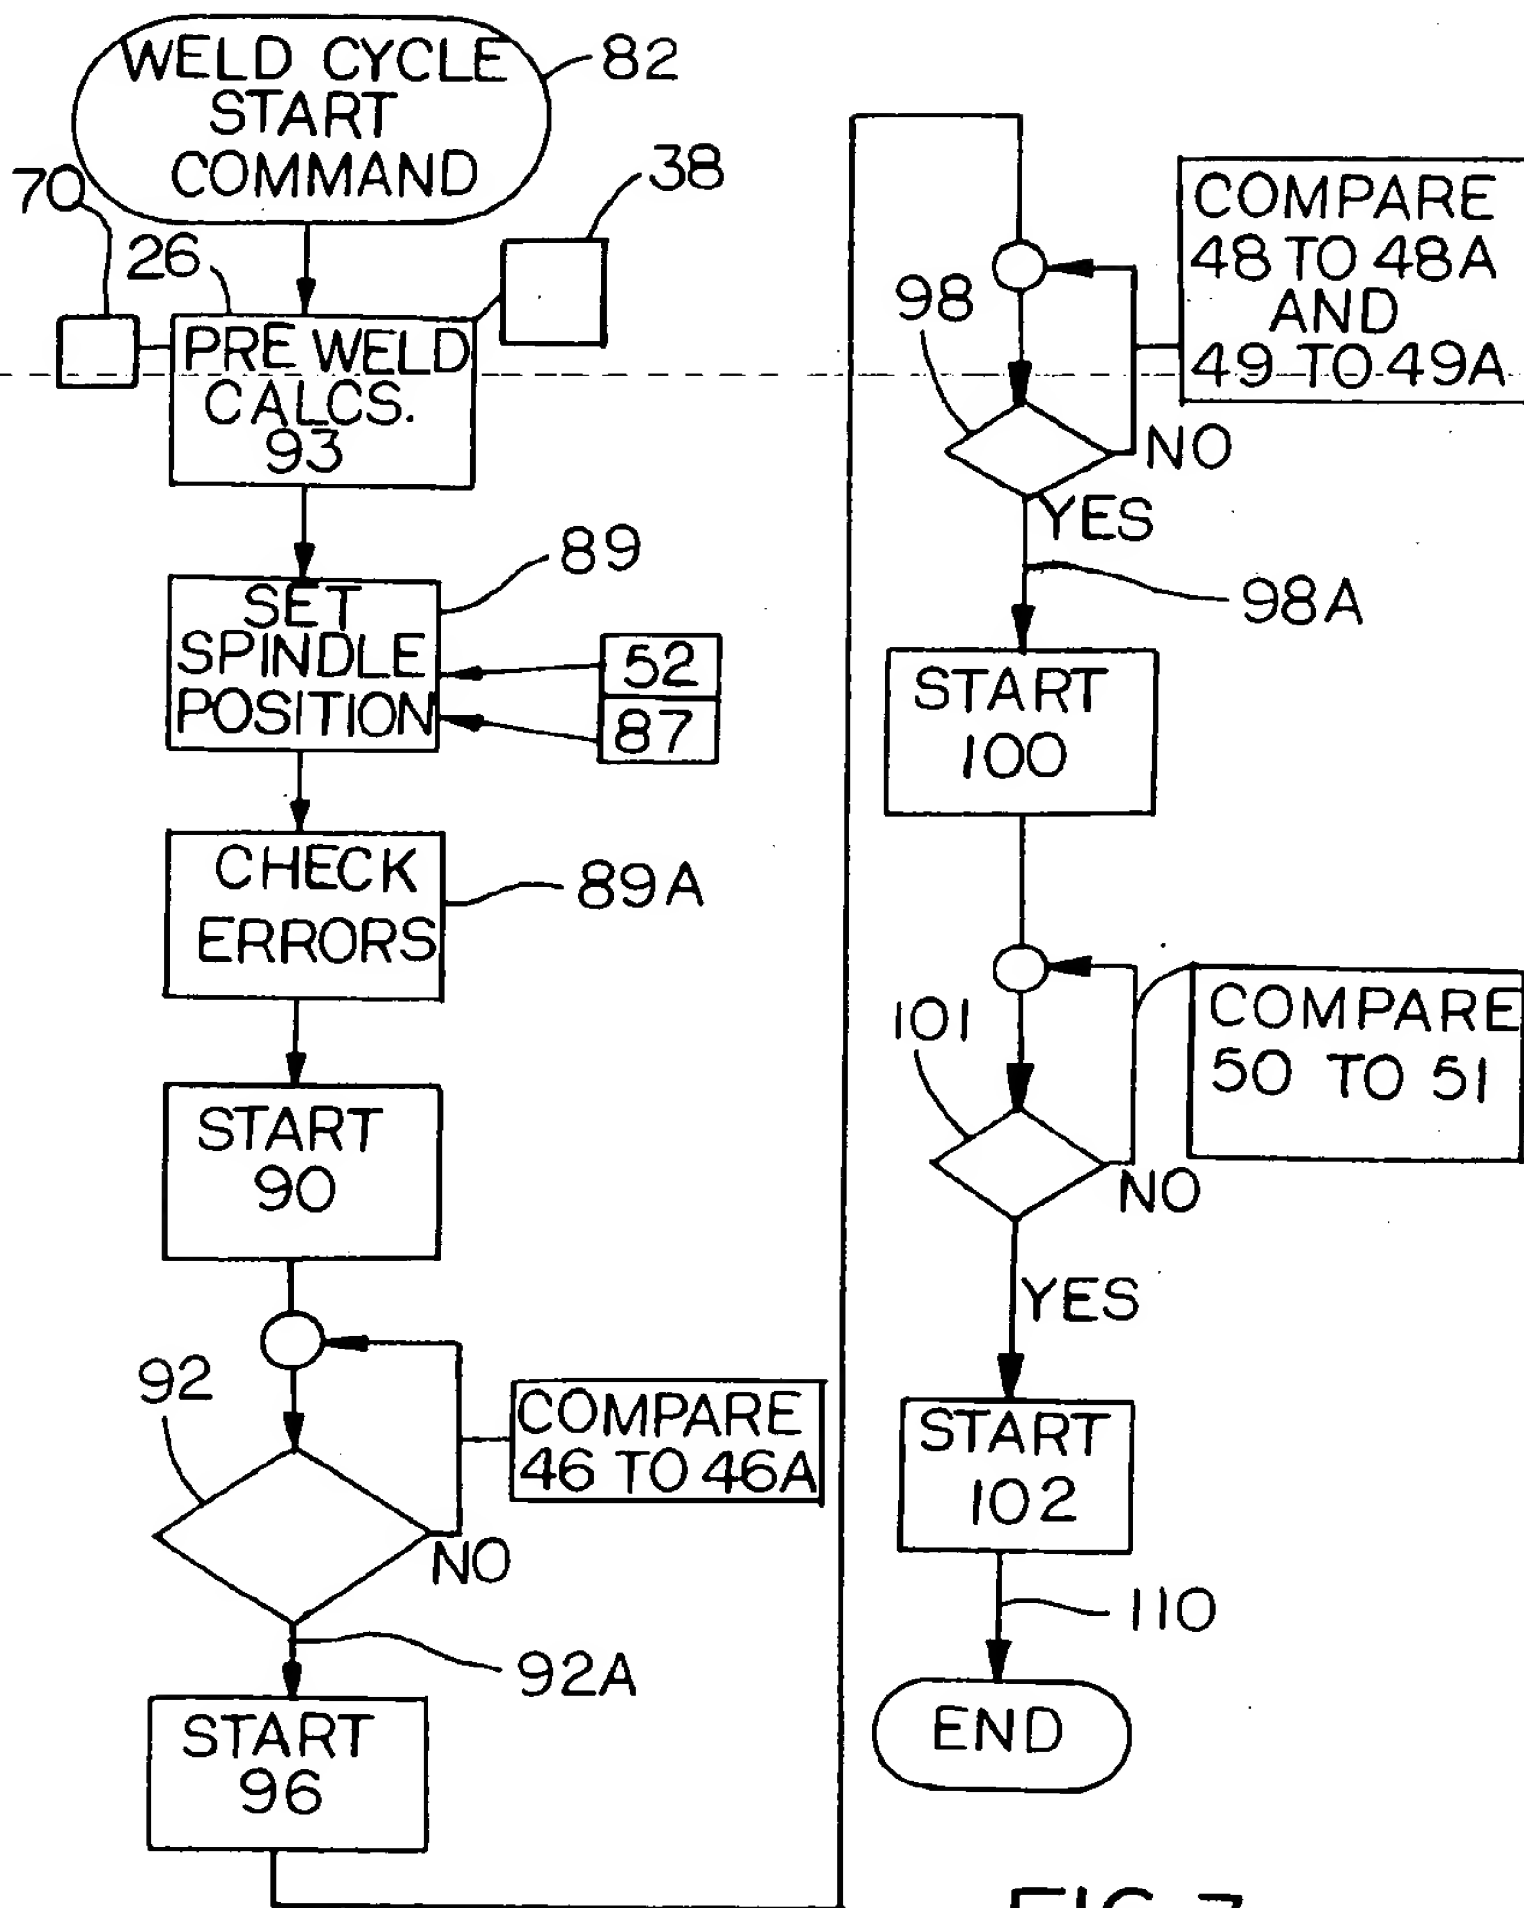 WELD CYCLE
START
COMMAND
82
70
26
38
PRE WELD
CALCS.
93
SET
SPINDLE
POSITION
89
52
87
CHECK
ERRORS
89A
START
90
92
COMPARE
46 TO 46A
NO
92A
START
96
COMPARE
48 TO 48A
AND
49 TO 49A
98
NO
YES
98A
START
100
101
COMPARE
50 TO 51
NO
YES
START
102
110
END
FIG. 7